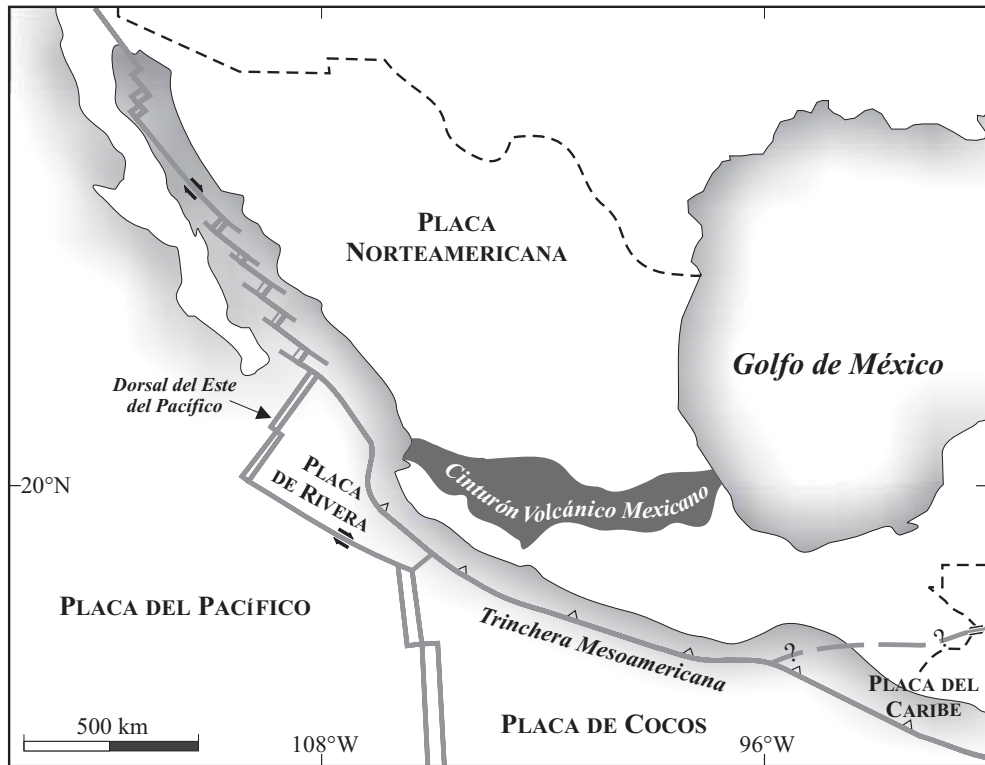 PLACA
NORTEAMERICANA
Golfo de México
Dorsal del Este
del Pacífico
PLACA
DE RIVERA
20°N
Cinturón Volcánico Mexicano
PLACA DEL PACíFICO
Trinchera Mesoamericana
?
?
PLACA DEL
CARIBE
PLACA DE COCOS
500 km
108°W
96°W